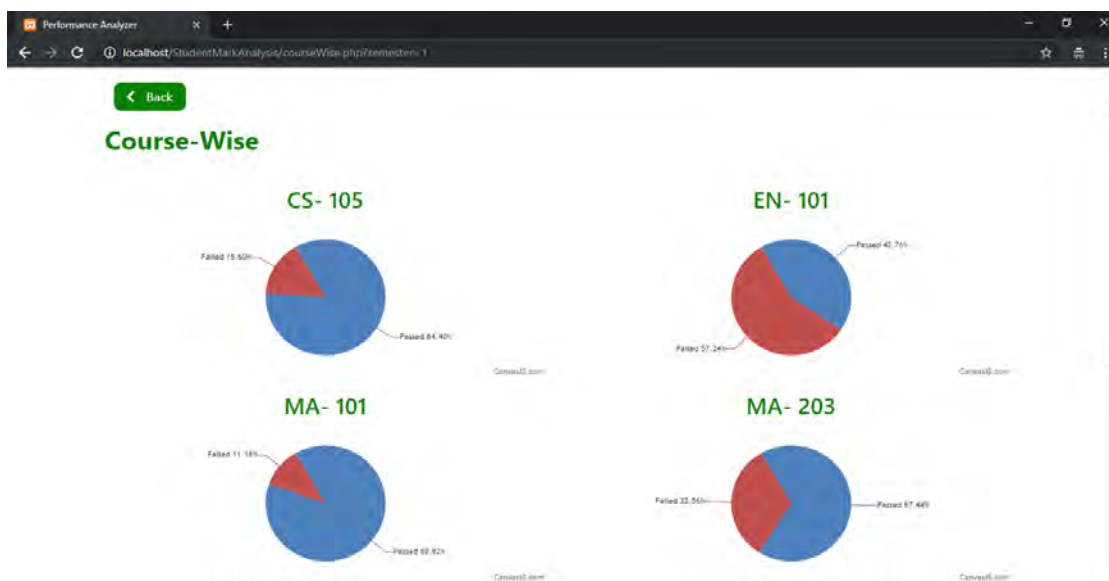 Performance Analyzer
localhost/StudentMarkAnalysis/courseWise.php?semester=1
Back
Course-Wise
CS- 105
Failed 15.60%
Passed 84.40%
CanvasJS.com
EN- 101
Passed 42.76%
Failed 57.24%
CanvasJS.com
MA- 101
Failed 11.18%
Passed 88.82%
CanvasJS.com
MA- 203
Failed 32.56%
Passed 67.44%
CanvasJS.com